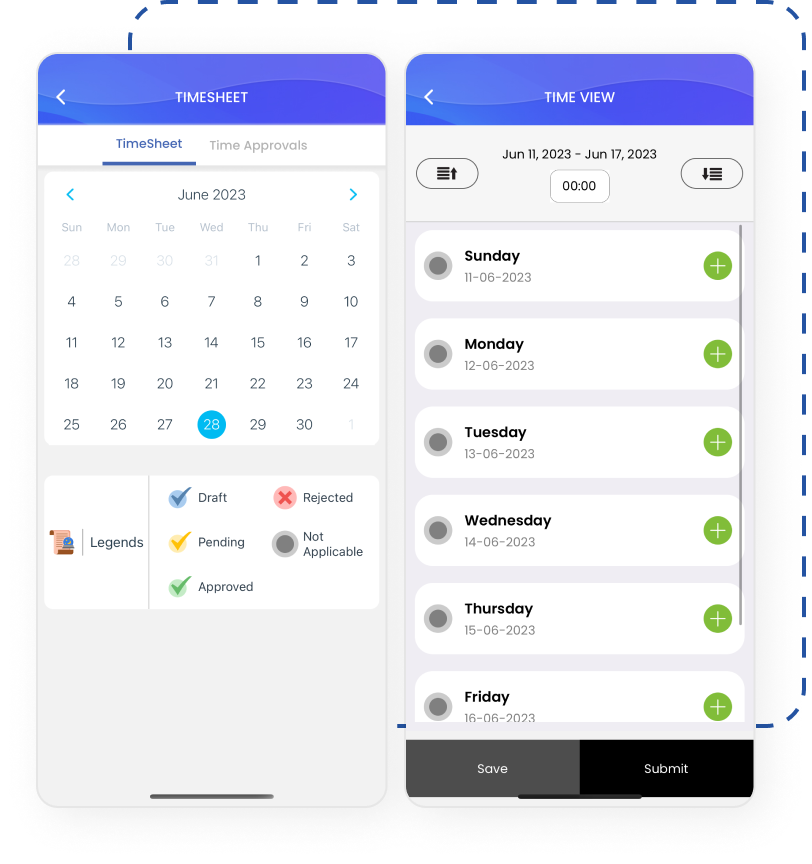 TIMESHEET
TimeSheet Time Approvals
June 2023
Sun Mon Tue Wed Thu Fri Sat
28 29 30 31 1 2 3
4 5 6 7 8 9 10
11 12 13 14 15 16 17
18 19 20 21 22 23 24
25 26 27 28 29 30 1
Legends
Draft Rejected
Pending Not
Applicable
Approved
TIME VIEW
Jun 11, 2023 - Jun 17, 2023
00:00
Sunday
11-06-2023
Monday
12-06-2023
Tuesday
13-06-2023
Wednesday
14-06-2023
Thursday
15-06-2023
Friday
16-06-2023
Save Submit